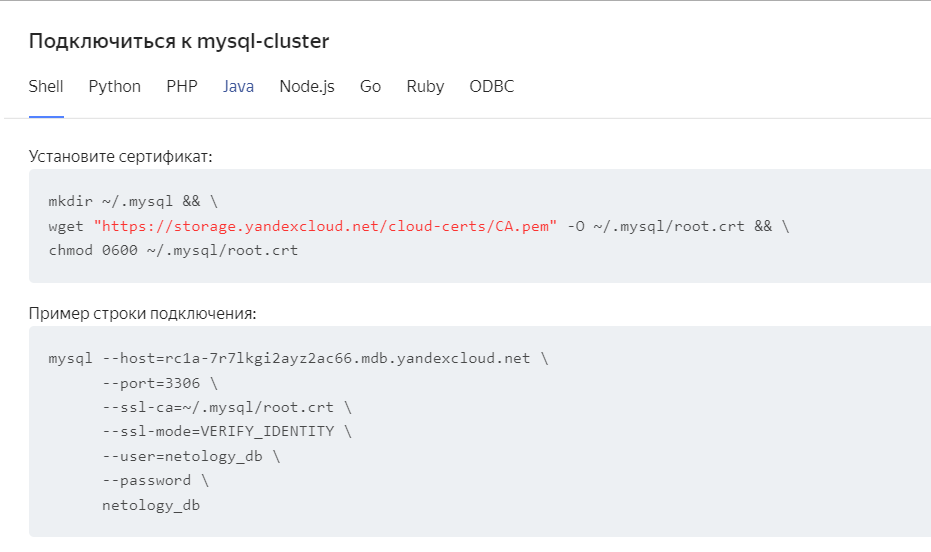 Подключиться к mysql-cluster
Shell Python PHP Java Node.js Go Ruby ODBC
Установите сертификат:
mkdir ~/.mysql && \
wget "https://storage.yandexcloud.net/cloud-certs/CA.pem" -O ~/.mysql/root.crt && \
chmod 0600 ~/.mysql/root.crt
Пример строки подключения:
mysql --host=rc1a-7r7lkgi2ayz2ac66.mdb.yandexcloud.net \
--port=3306 \
--ssl-ca=~/.mysql/root.crt \
--ssl-mode=VERIFY_IDENTITY \
--user=netology_db \
--password \
netology_db